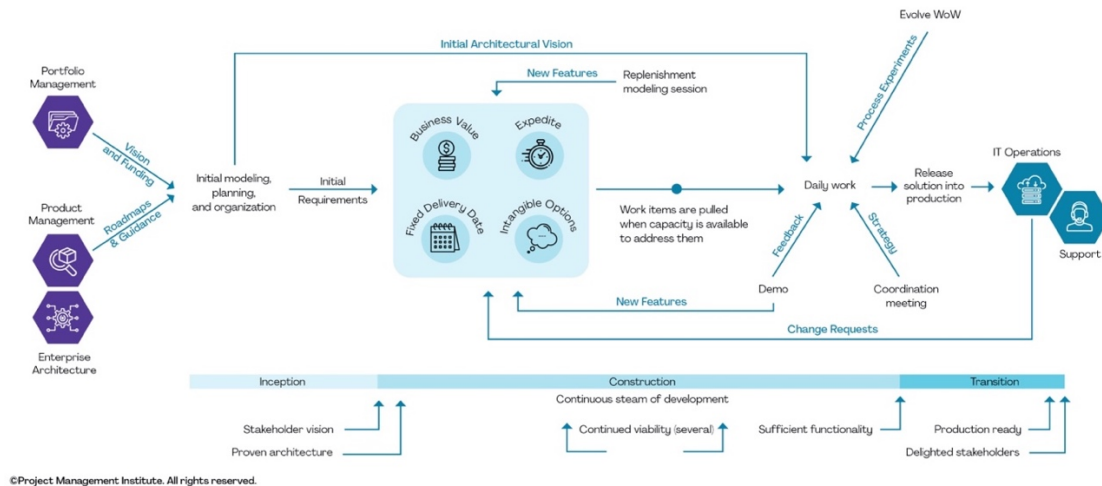 Evolve WoW
Initial Architectural Vision
Process Experiments
Portfolio
Management
New Features
Replenishment
modeling session
Vision
and Funding
Business Value
Expedite
Initial modeling,
planning,
and organization
Initial
Requirements
Daily work
Release
solution into
production
IT Operations
Product
Management
Roadmaps
& Guidance
Fixed Delivery Date
Intangible Options
Work items are pulled
when capacity is available
to address them
Feedback
Strategy
Support
Demo
Coordination
meeting
New Features
Change Requests
Enterprise
Architecture
Inception
Construction
Transition
Continuous steam of development
Stakeholder vision
Continued viability (several)
Sufficient functionality
Production ready
Proven architecture
Delighted stakeholders
©Project Management Institute. All rights reserved.